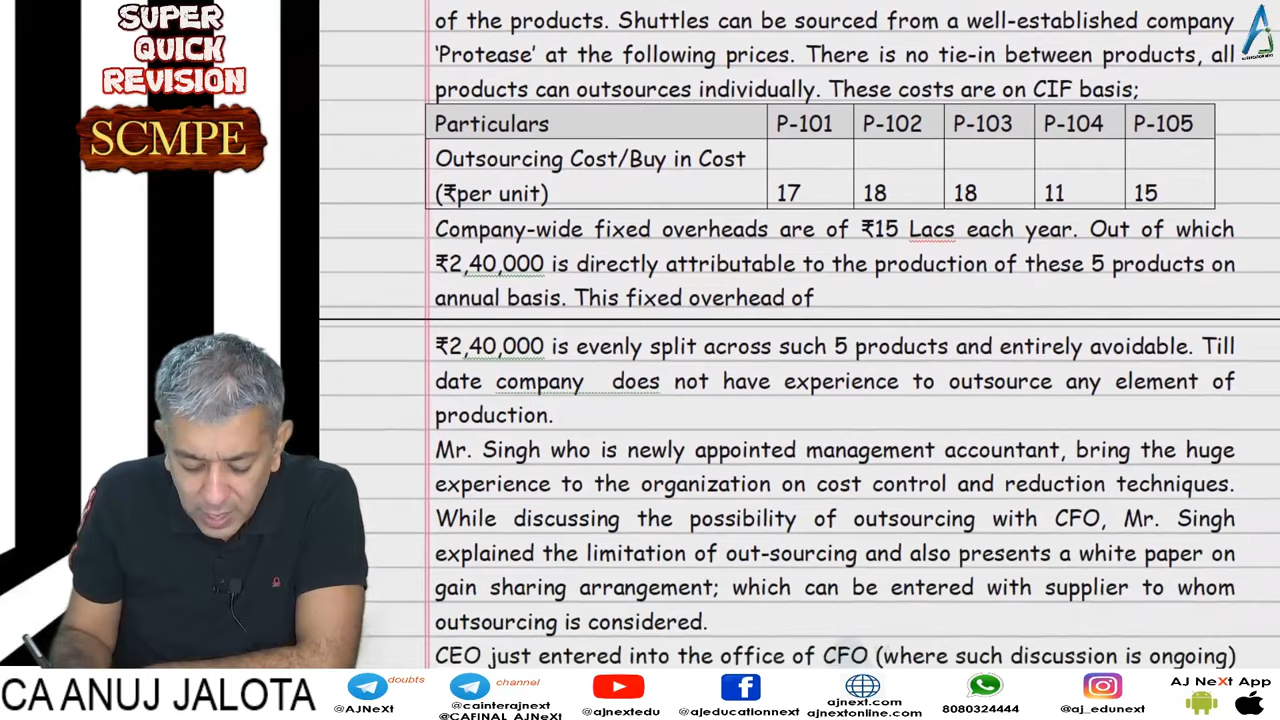 SUPER
QUICK
REVISION
SCMPE
of the products. Shuttles can be sourced from a well-established company
'Protease' at the following prices. There is no tie-in between products, all
products can outsources individually. These costs are on CIF basis;
Particulars P-101 P-102 P-103 P-104 P-105
Outsourcing Cost/Buy in Cost
(₹per unit) 17 18 18 11 15
Company-wide fixed overheads are of ₹15 Lacs each year. Out of which
₹2,40,000 is directly attributable to the production of these 5 products on
annual basis. This fixed overhead of
₹2,40,000 is evenly split across such 5 products and entirely avoidable. Till
date company does not have experience to outsource any element of
production.
Mr. Singh who is newly appointed management accountant, bring the huge
experience to the organization on cost control and reduction techniques.
While discussing the possibility of outsourcing with CFO, Mr. Singh
explained the limitation of out-sourcing and also presents a white paper on
gain sharing arrangement; which can be entered with supplier to whom
outsourcing is considered.
CEO just entered into the office of CFO (where such discussion is ongoing)
CA ANUJ JALOTA
doubts
@AJNeXt
channel
@cainterajnext
@CAFINAL_AJNeXt
@ajnextedu
@ajeducationnext
ajnext.com
ajnextonline.com
8080324444
@aj_edunext
AJ NeXt App